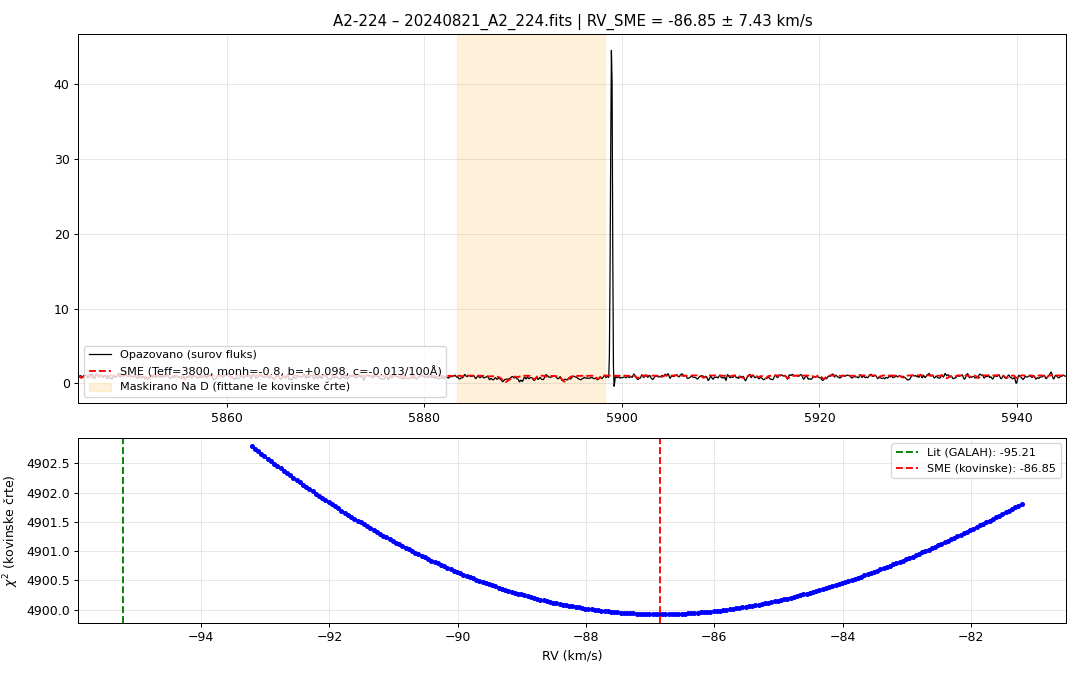 A2-224 – 20240821_A2_224.fits | RV_SME = -86.85 ± 7.43 km/s
40
30
20
10
0
Opazovano (surov fluks)
SME (Teff=3800, monh=-0.8, b=+0.098, c=-0.013/100Å)
Maskirano Na D (fittane le kovinske črte)
5860 5880 5900 5920 5940
χ² (kovinske črte)
4902.5
4902.0
4901.5
4901.0
4900.5
4900.0
Lit (GALAH): -95.21
SME (kovinske): -86.85
−94 −92 −90 −88 −86 −84 −82
RV (km/s)